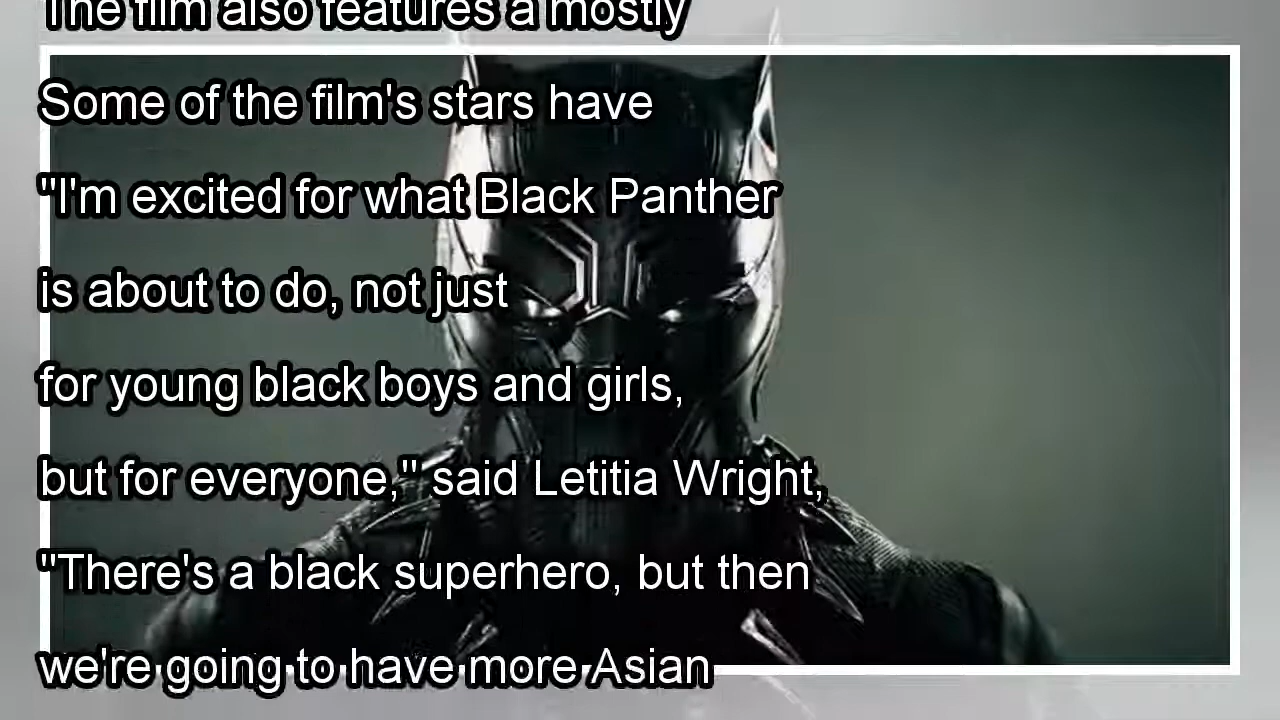 The film also features a mostly
Some of the film's stars have
"I'm excited for what Black Panther
is about to do, not just
for young black boys and girls,
but for everyone," said Letitia Wright,
"There's a black superhero, but then
we're going to have more Asian